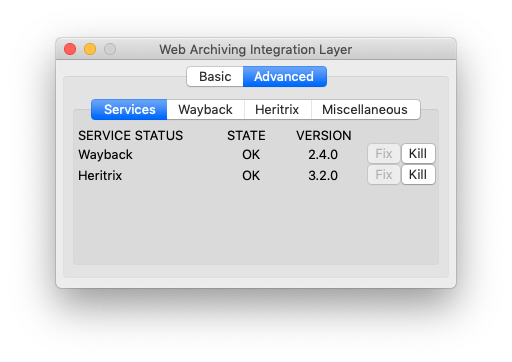 Web Archiving Integration Layer
Basic Advanced
Services Wayback Heritrix Miscellaneous
SERVICE STATUS STATE VERSION
Wayback OK 2.4.0 Fix Kill
Heritrix OK 3.2.0 Fix Kill